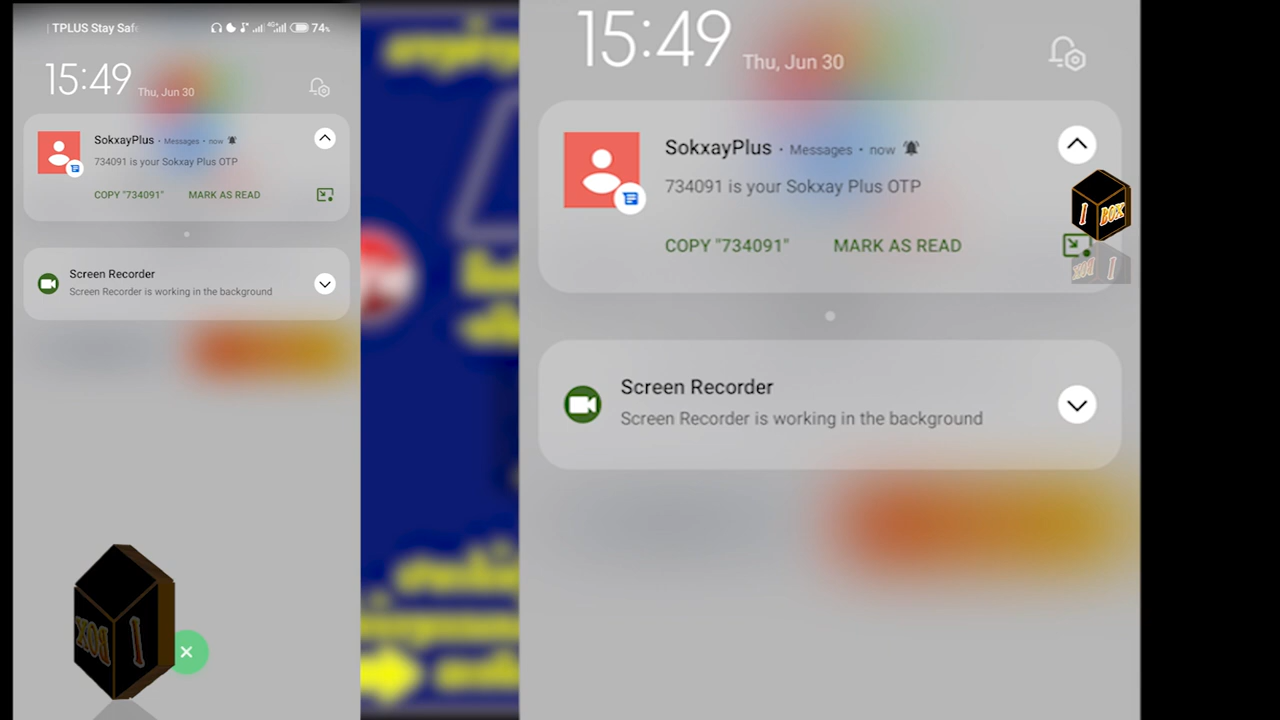 TPLUS Stay Safe
4G+
74%
15:49
Thu, Jun 30
SokxayPlus • Messages • now
734091 is your Sokxay Plus OTP
COPY "734091" MARK AS READ
Screen Recorder
Screen Recorder is working in the background
BOX I
15:49
Thu, Jun 30
SokxayPlus • Messages • now
734091 is your Sokxay Plus OTP
COPY "734091" MARK AS READ
I BOX
Screen Recorder
Screen Recorder is working in the background